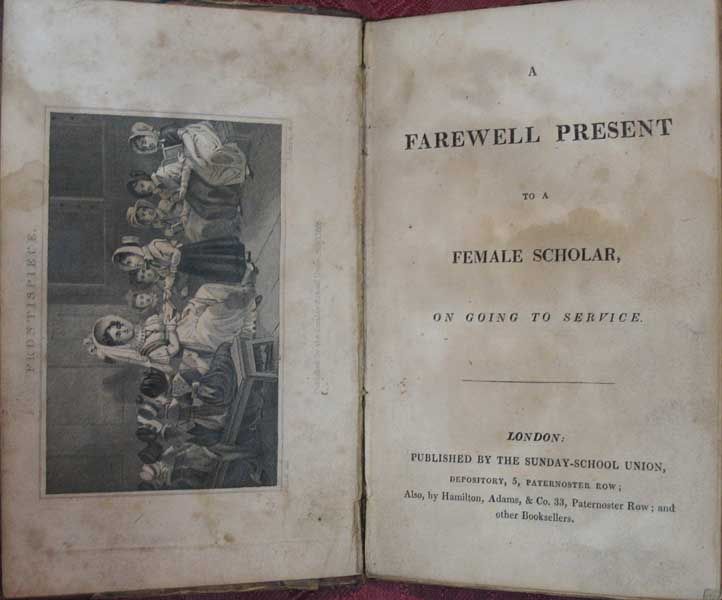 FRONTISPIECE.
A
FAREWELL PRESENT
TO A
FEMALE SCHOLAR,
ON GOING TO SERVICE.
LONDON:
PUBLISHED BY THE SUNDAY-SCHOOL UNION,
DEPOSITORY, 5, PATERNOSTER ROW;
Also, by Hamilton, Adams, & Co. 33, Paternoster Row; and
other Booksellers.